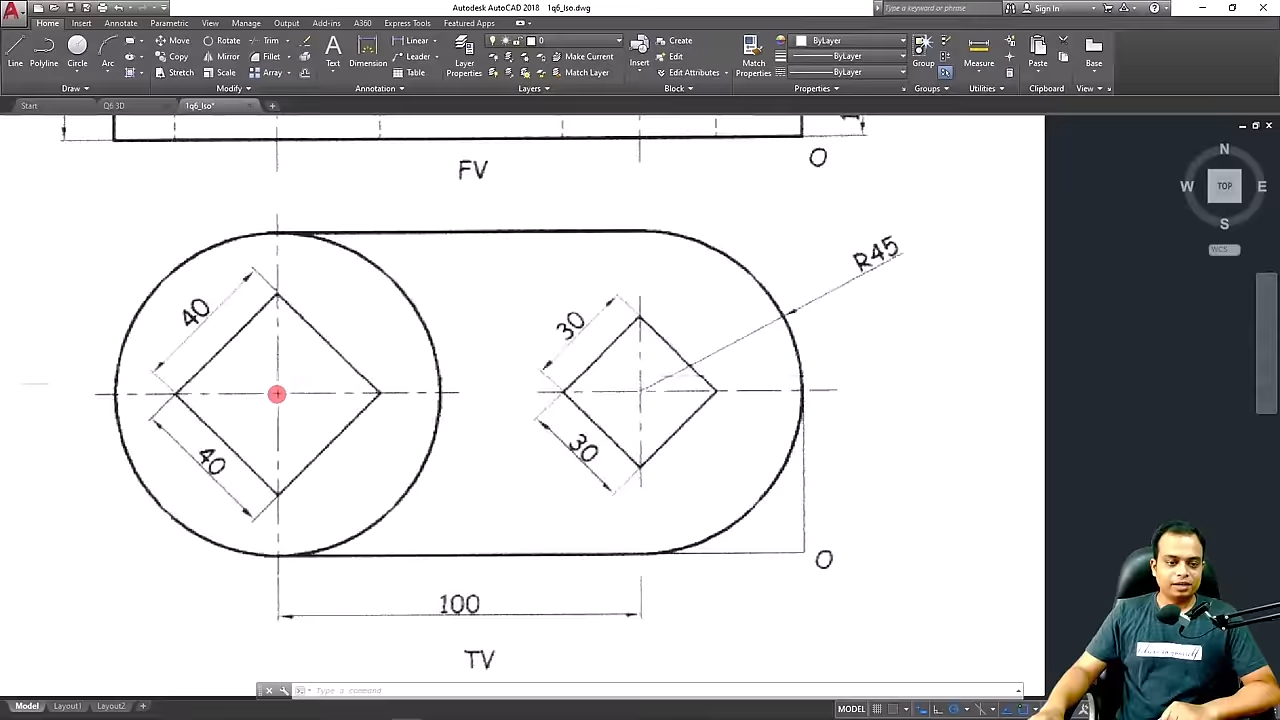 Autodesk AutoCAD 2018 1q6_Iso.dwg
Type a keyword or phrase
Sign In
Home Insert Annotate Parametric View Manage Output Add-ins A360 Express Tools Featured Apps
Line Polyline Circle Arc
Move Rotate Trim
Copy Mirror Fillet
Stretch Scale Array
Text Dimension
Linear
Leader
Table
Layer Properties
0
Make Current
Match Layer
Insert
Create
Edit
Edit Attributes
Match Properties
ByLayer
ByLayer
ByLayer
Group
Measure
Paste
Base
Draw Modify Annotation Layers Block Properties Groups Utilities Clipboard View
Start Q6 3D 1q6_Iso*
FV
O
N
W TOP E
S
WCS
R45
40
30
40
30
O
100
TV
Type a command
Model Layout1 Layout2 +
MODEL